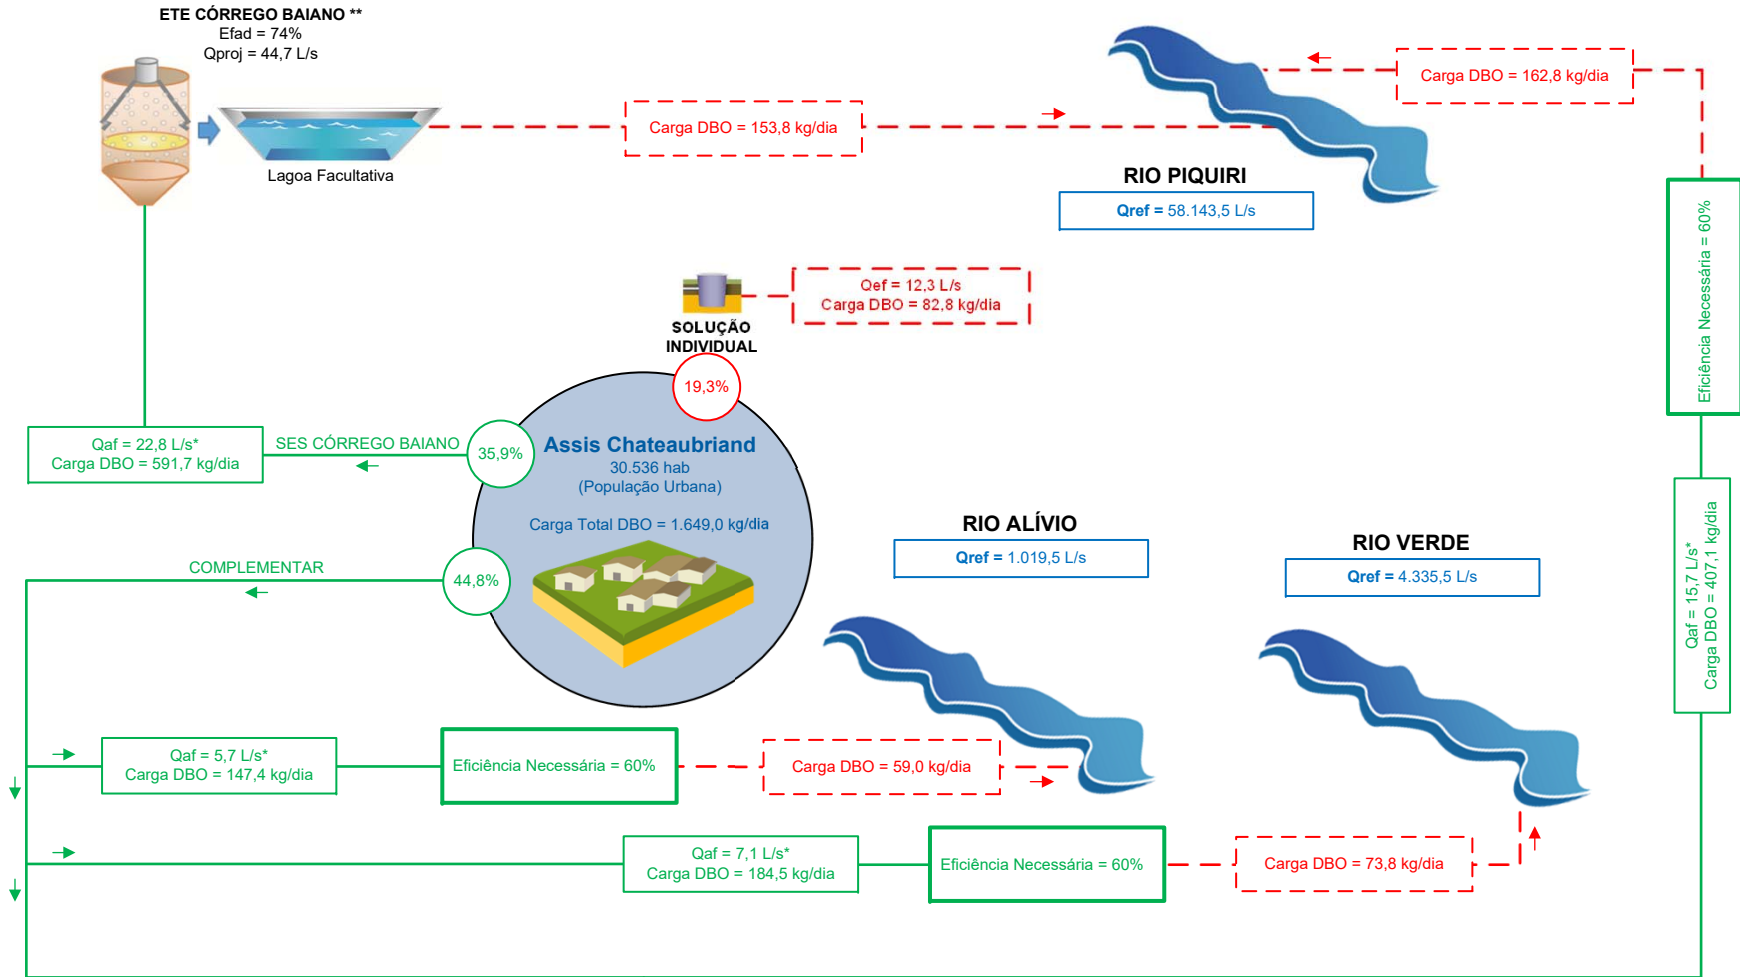 ETE CÓRREGO BAIANO **
Efad = 74%
Qproj = 44,7 L/s
Lagoa Facultativa
Carga DBO = 153,8 kg/dia
Carga DBO = 162,8 kg/dia
RIO PIQUIRI
Qref = 58.143,5 L/s
Eficiência Necessária = 60%
Qef = 12,3 L/s
Carga DBO = 82,8 kg/dia
SOLUÇÃO
INDIVIDUAL
19,3%
Qaf = 22,8 L/s*
Carga DBO = 591,7 kg/dia
SES CÓRREGO BAIANO
35,9%
Assis Chateaubriand
30.536 hab
(População Urbana)
Carga Total DBO = 1.649,0 kg/dia
COMPLEMENTAR
44,8%
RIO ALÍVIO
Qref = 1.019,5 L/s
RIO VERDE
Qref = 4.335,5 L/s
Qaf = 15,7 L/s*
Carga DBO = 407,1 kg/dia
Qaf = 5,7 L/s*
Carga DBO = 147,4 kg/dia
Eficiência Necessária = 60%
Carga DBO = 59,0 kg/dia
Qaf = 7,1 L/s*
Carga DBO = 184,5 kg/dia
Eficiência Necessária = 60%
Carga DBO = 73,8 kg/dia